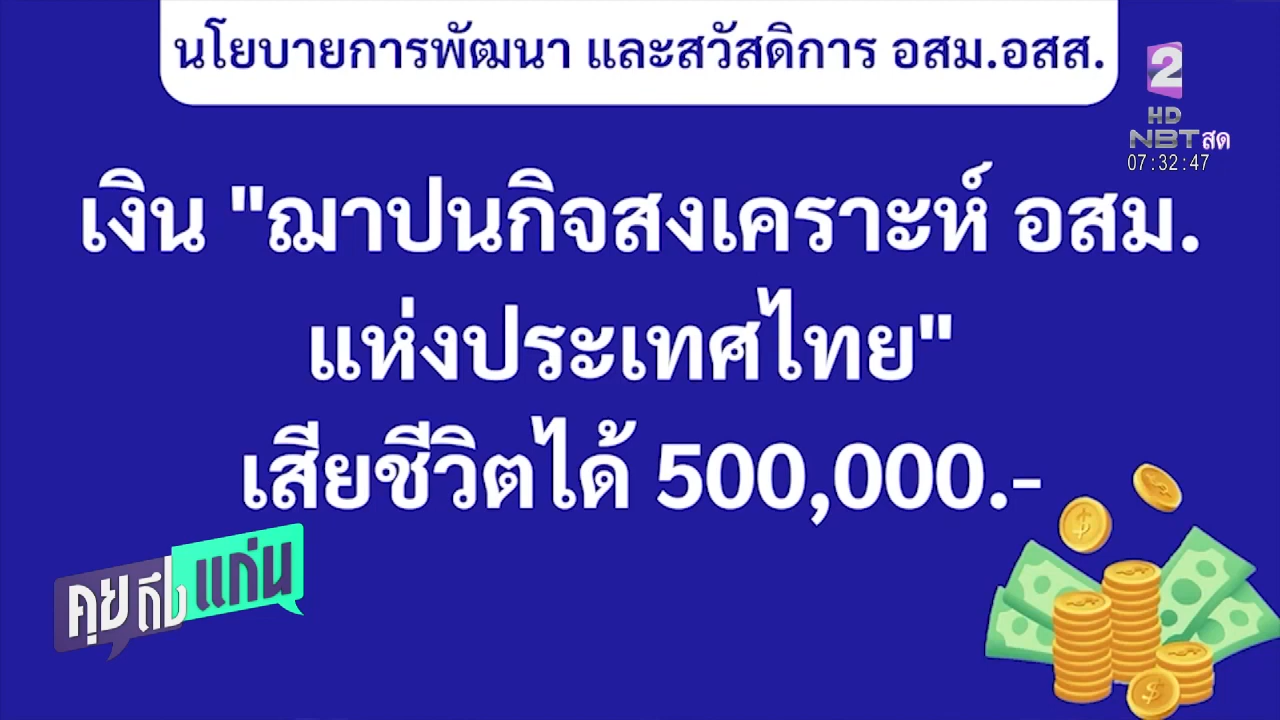 นโยบายการพัฒนา และสวัสดิการ อสม.อสส.
2
HD
NBTสด
07:32:47
เงิน "ฌาปนกิจสงเคราะห์ อสม.
แห่งประเทศไทย"
เสียชีวิตได้ 500,000.-
คุยถึงแก่น